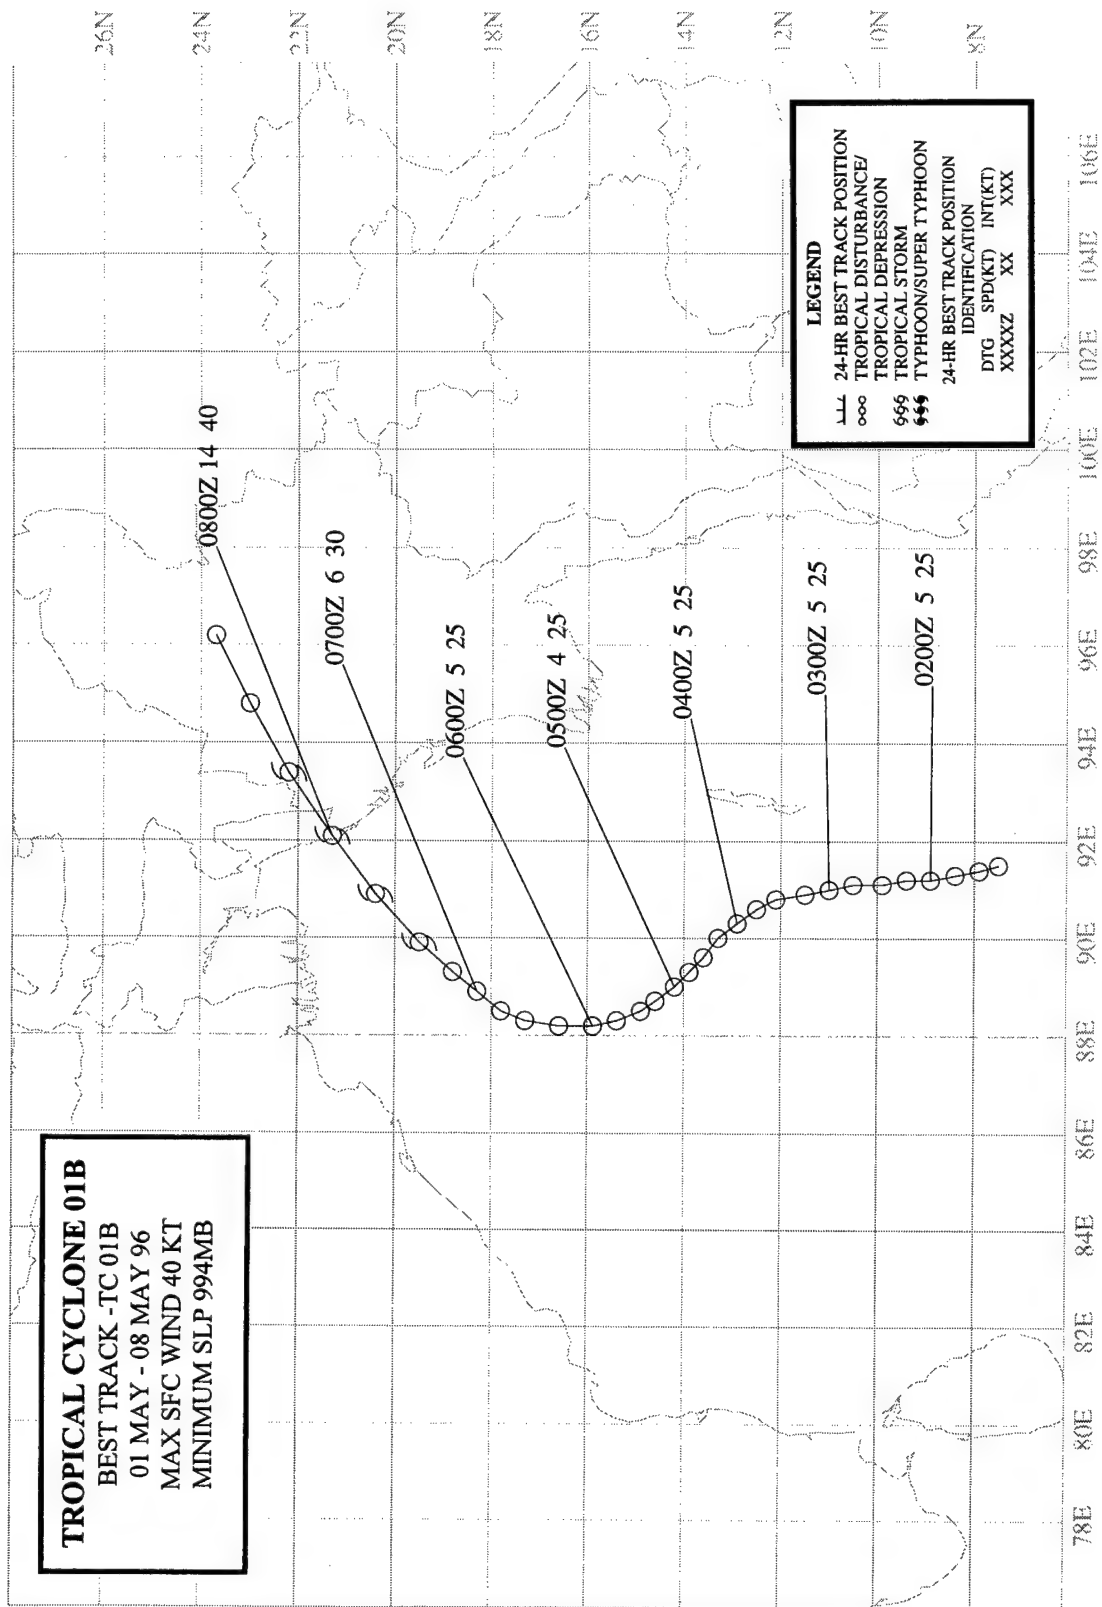 TROPICAL CYCLONE 01B
BEST TRACK -TC 01B
01 MAY - 08 MAY 96
MAX SFC WIND 40 KT
MINIMUM SLP 994MB
26N
24N
22N
20N
18N
16N
14N
12N
10N
8N
0800Z 14 40
0700Z 6 30
0600Z 5 25
0500Z 4 25
0400Z 5 25
0300Z 5 25
0200Z 5 25
LEGEND
24-HR BEST TRACK POSITION
TROPICAL DISTURBANCE/
TROPICAL DEPRESSION
TROPICAL STORM
TYPHOON/SUPER TYPHOON
24-HR BEST TRACK POSITION
IDENTIFICATION
DTG SPD(KT) INT(KT)
XXXXZ XX XXX
78E 80E 82E 84E 86E 88E 90E 92E 94E 96E 98E 100E 102E 104E 106E